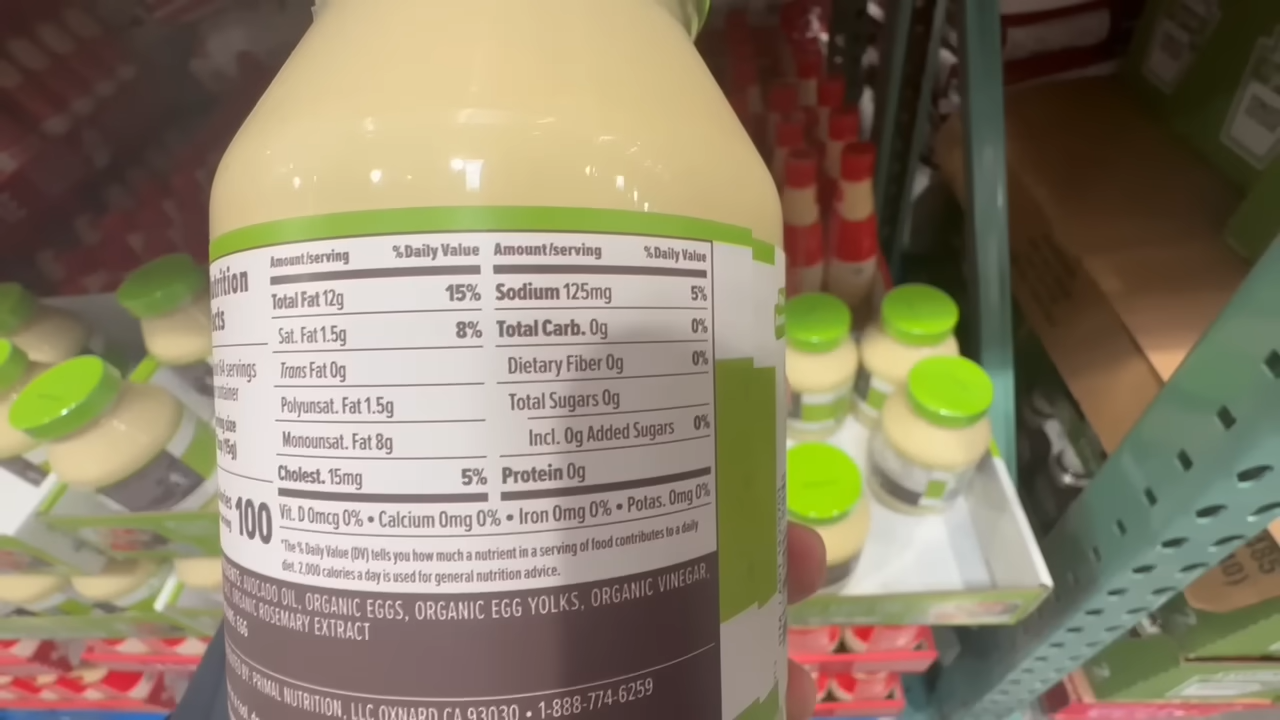 Amount/serving %Daily Value Amount/serving %Daily Value
Total Fat 12g 15% Sodium 125mg 5%
Sat. Fat 1.5g 8% Total Carb. 0g 0%
Trans Fat 0g Dietary Fiber 0g 0%
Polyunsat. Fat 1.5g Total Sugars 0g
Monounsat. Fat 8g Incl. 0g Added Sugars 0%
Cholest. 15mg 5% Protein 0g
100
Vit. D 0mcg 0% • Calcium 0mg 0% • Iron 0mg 0% • Potas. 0mg 0%
*The % Daily Value (DV) tells you how much a nutrient in a serving of food contributes to a daily
diet. 2,000 calories a day is used for general nutrition advice.
AVOCADO OIL, ORGANIC EGGS, ORGANIC EGG YOLKS, ORGANIC VINEGAR,
ORGANIC ROSEMARY EXTRACT
EGG
BY: PRIMAL NUTRITION, LLC OXNARD CA 93030 • 1-888-774-6259